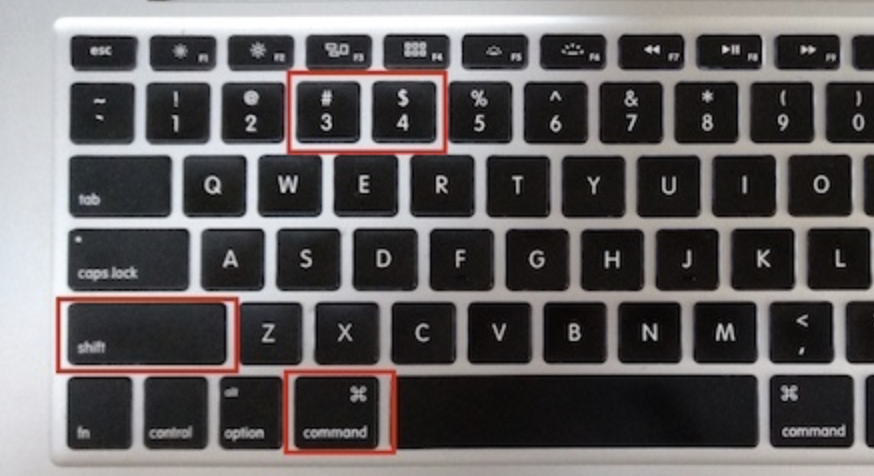 esc F1 F2 F3 F4 F5 F6 F7 F8 F9
~ ! @ # $ % ^ & * ( )
` 1 2 3 4 5 6 7 8 9 0
tab Q W E R T Y U I O
caps lock A S D F G H J K L
shift Z X C V B N M < ,
alt ⌘ ⌘
fn control option command command